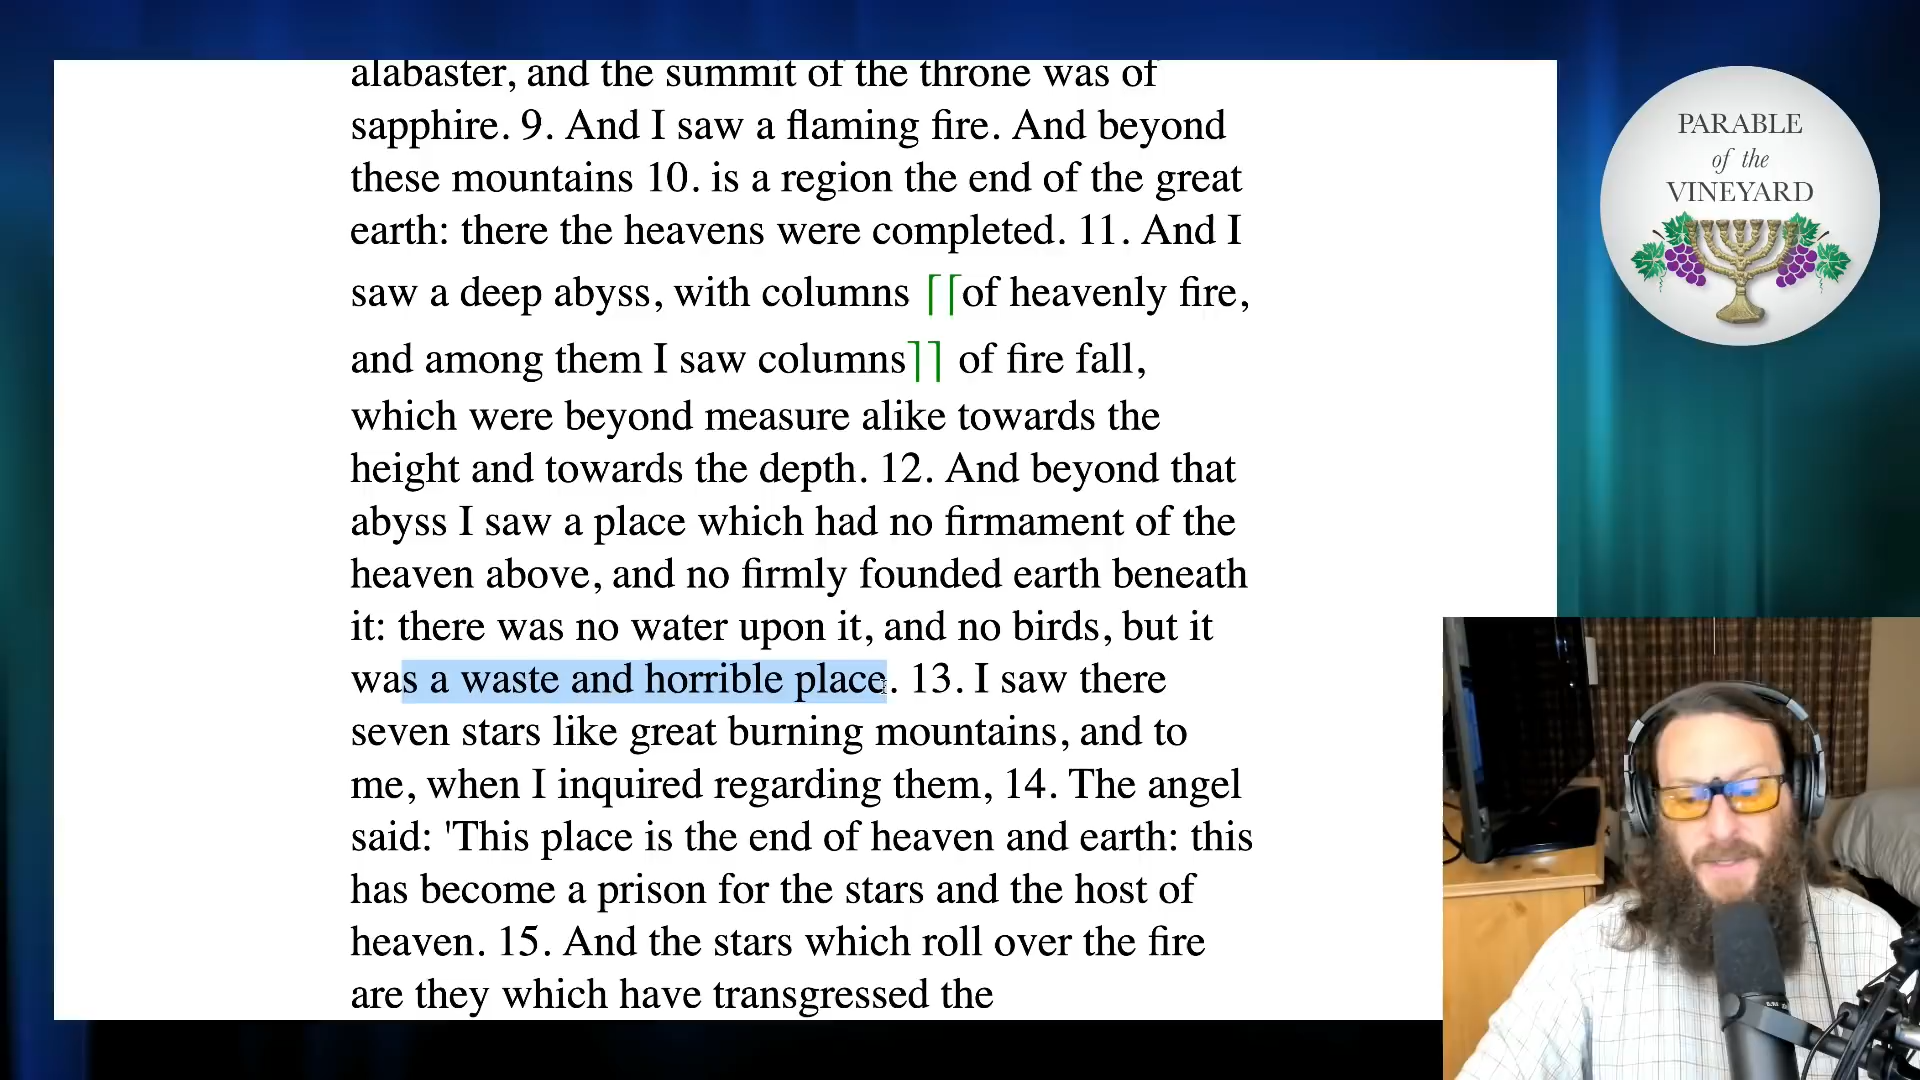 alabaster, and the summit of the throne was of
sapphire. 9. And I saw a flaming fire. And beyond
these mountains 10. is a region the end of the great
earth: there the heavens were completed. 11. And I
saw a deep abyss, with columns ⌈⌈of heavenly fire,
and among them I saw columns⌉⌉ of fire fall,
which were beyond measure alike towards the
height and towards the depth. 12. And beyond that
abyss I saw a place which had no firmament of the
heaven above, and no firmly founded earth beneath
it: there was no water upon it, and no birds, but it
was a waste and horrible place. 13. I saw there
seven stars like great burning mountains, and to
me, when I inquired regarding them, 14. The angel
said: 'This place is the end of heaven and earth: this
has become a prison for the stars and the host of
heaven. 15. And the stars which roll over the fire
are they which have transgressed the
PARABLE
of the
VINEYARD